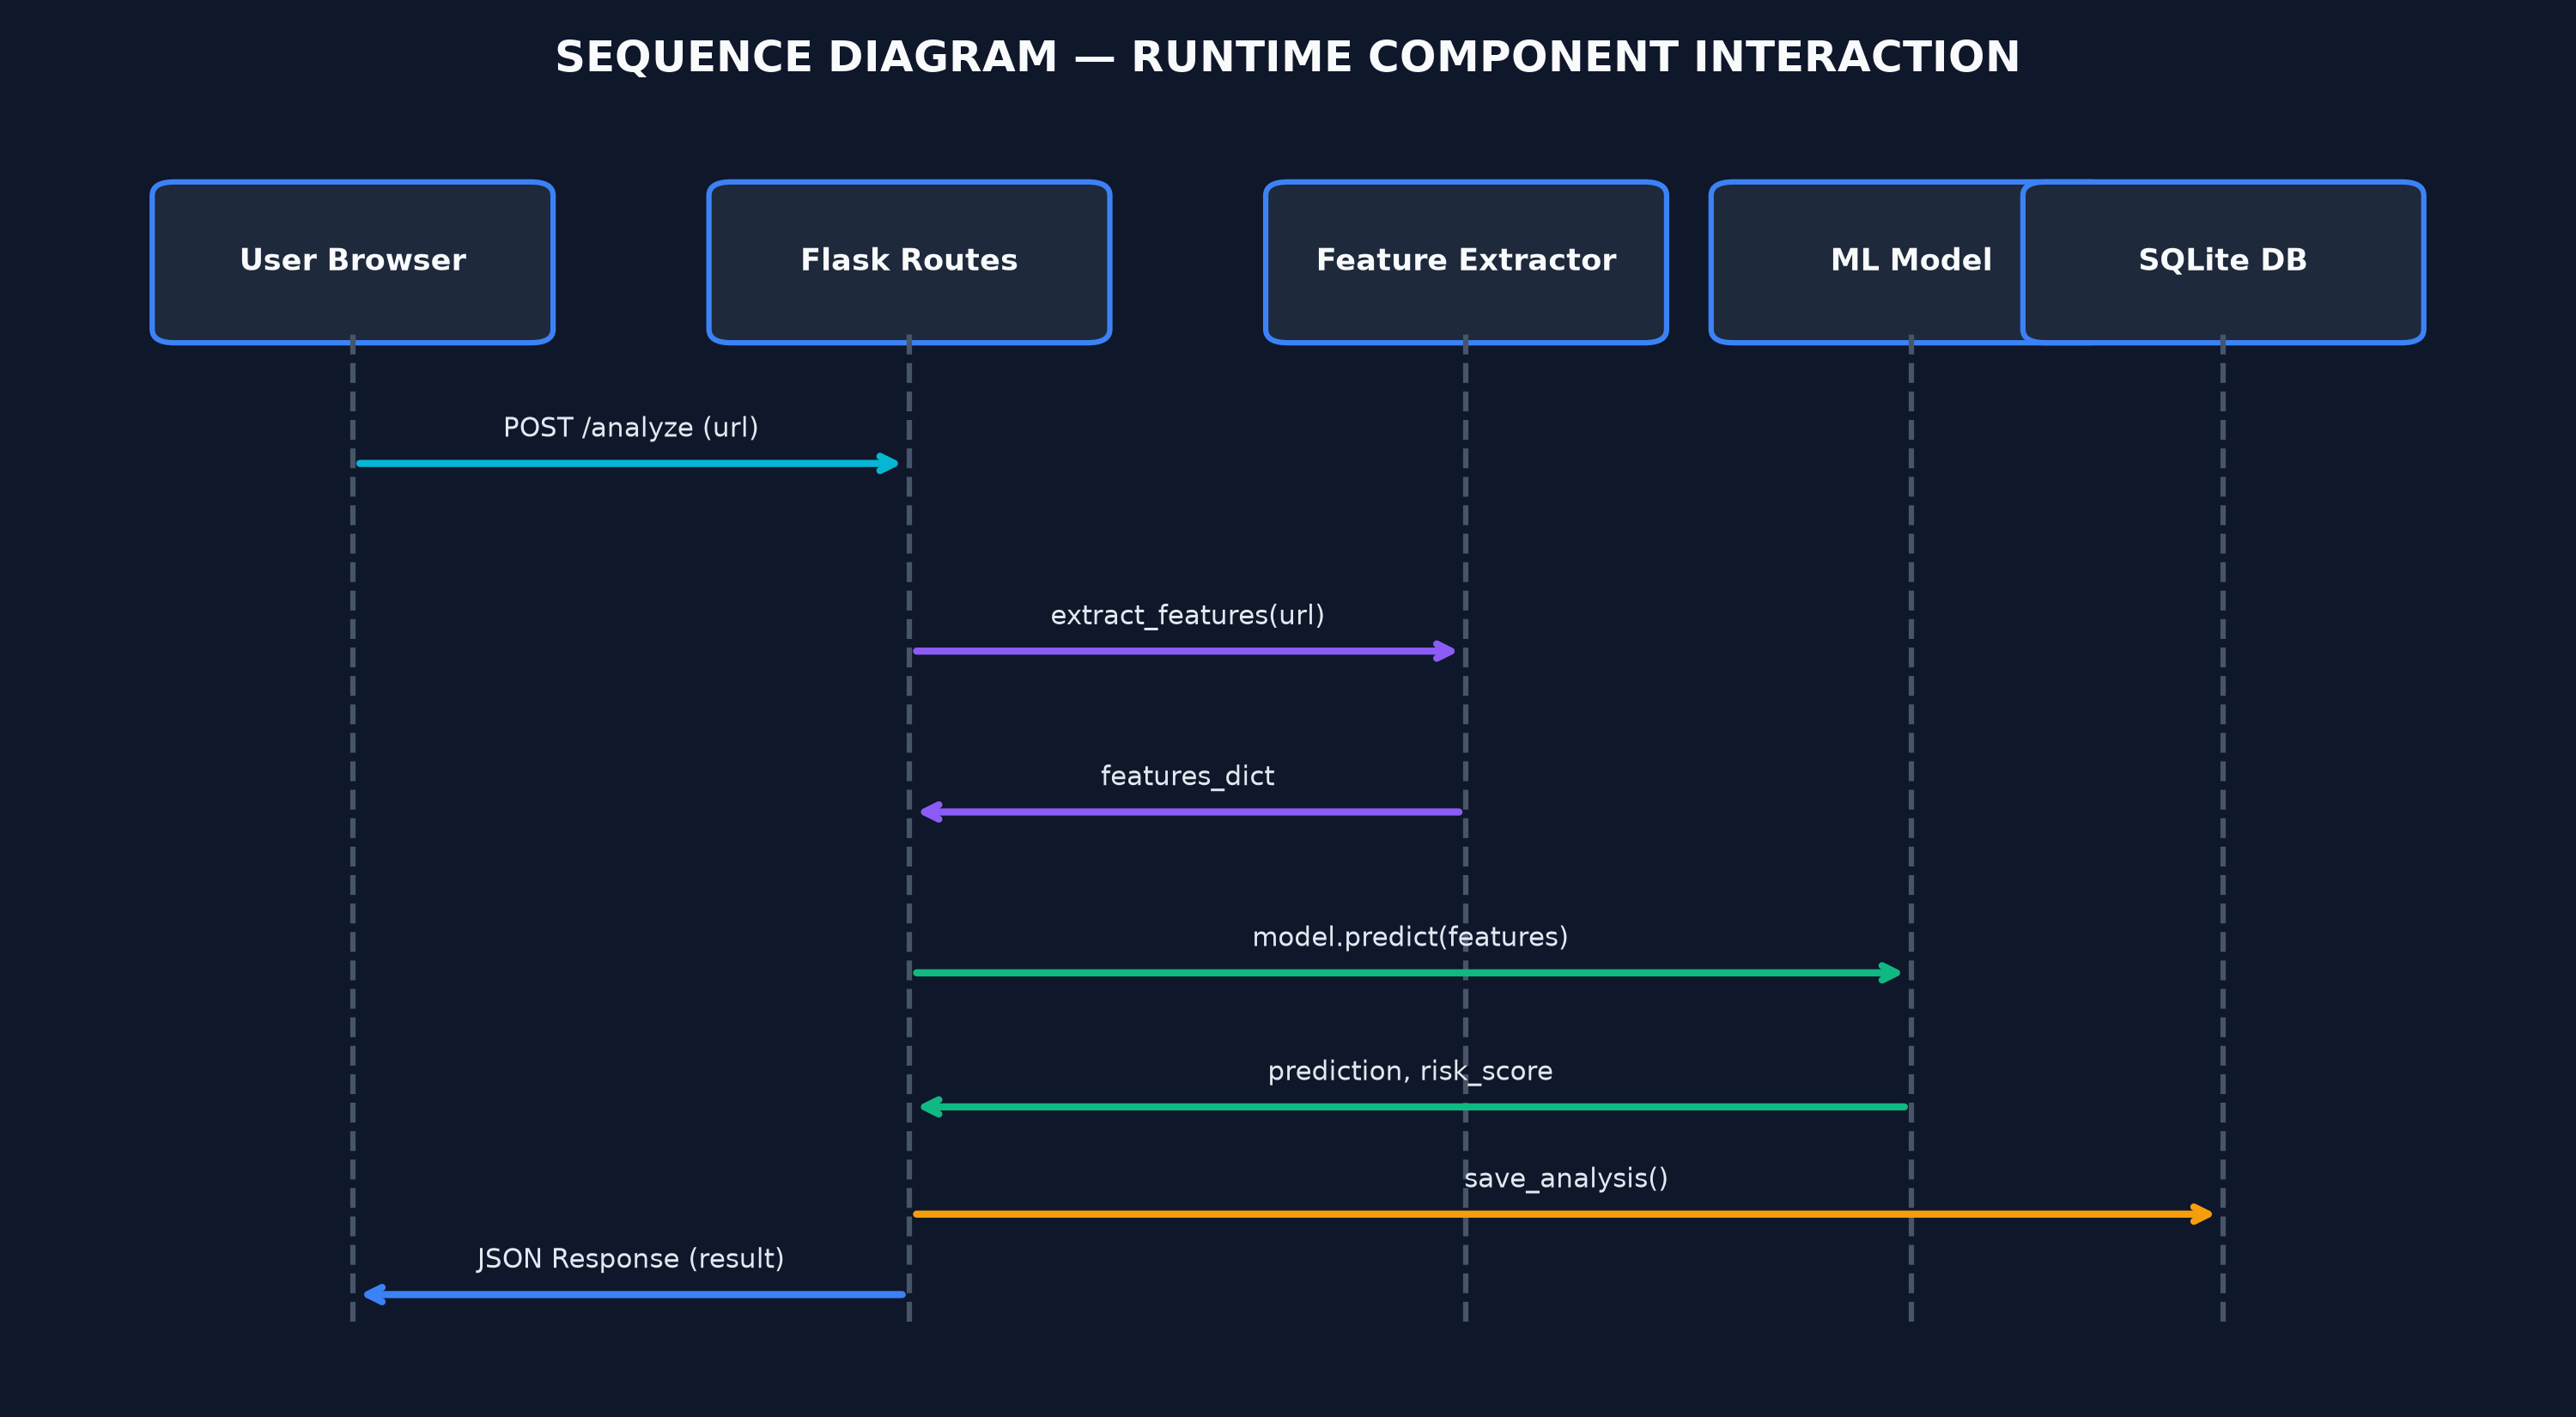 SEQUENCE DIAGRAM — RUNTIME COMPONENT INTERACTION
User Browser
Flask Routes
Feature Extractor
ML Model
SQLite DB
POST /analyze (url)
extract_features(url)
features_dict
model.predict(features)
prediction, risk_score
save_analysis()
JSON Response (result)